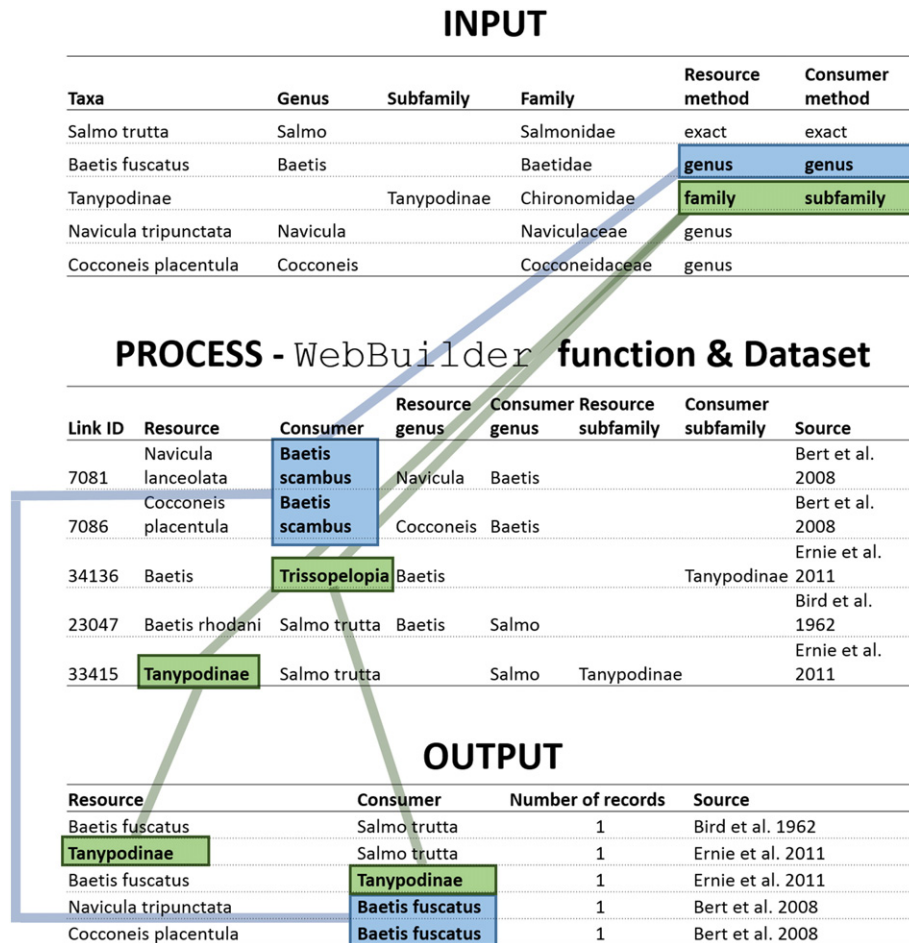 INPUT
Taxa Genus Subfamily Family Resource method Consumer method
Salmo trutta Salmo Salmonidae exact exact
Baetis fuscatus Baetis Baetidae genus genus
Tanypodinae Tanypodinae Chironomidae family subfamily
Navicula tripunctata Navicula Naviculaceae genus
Cocconeis placentula Cocconeis Cocconeidaceae genus
PROCESS - WebBuilder function & Dataset
Link ID Resource Consumer Resource genus Consumer genus Resource subfamily Consumer subfamily Source
7081 Navicula lanceolata Baetis scambus Navicula Baetis Bert et al. 2008
7086 Cocconeis placentula Baetis scambus Cocconeis Baetis Bert et al. 2008
34136 Baetis Trissopelopia Baetis Tanypodinae Ernie et al. 2011
23047 Baetis rhodani Salmo trutta Baetis Salmo Bird et al. 1962
33415 Tanypodinae Salmo trutta Salmo Tanypodinae Ernie et al. 2011
OUTPUT
Resource Consumer Number of records Source
Baetis fuscatus Salmo trutta 1 Bird et al. 1962
Tanypodinae Salmo trutta 1 Ernie et al. 2011
Baetis fuscatus Tanypodinae 1 Ernie et al. 2011
Navicula tripunctata Baetis fuscatus 1 Bert et al. 2008
Cocconeis placentula Baetis fuscatus 1 Bert et al. 2008